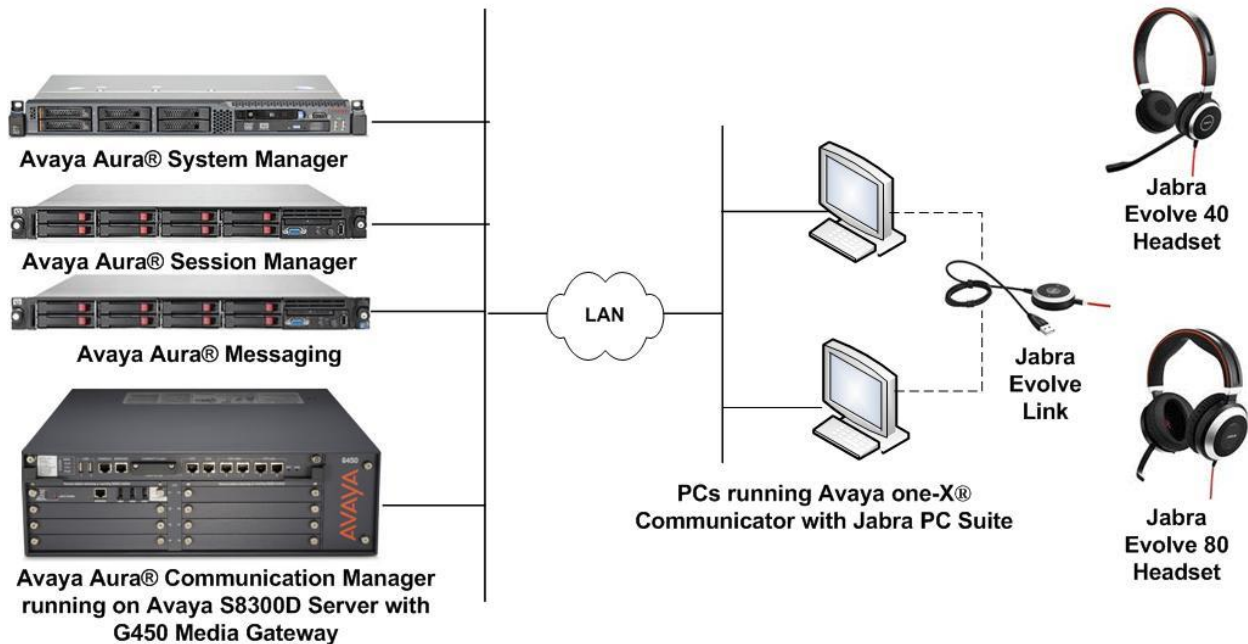 Avaya Aura® System Manager
Avaya Aura® Session Manager
Avaya Aura® Messaging
G450
AVAYA
Avaya Aura® Communication Manager
running on Avaya S8300D Server with
G450 Media Gateway
LAN
PCs running Avaya one-X®
Communicator with Jabra PC Suite
Jabra
Evolve
Link
Jabra
Evolve 40
Headset
Jabra
Evolve 80
Headset